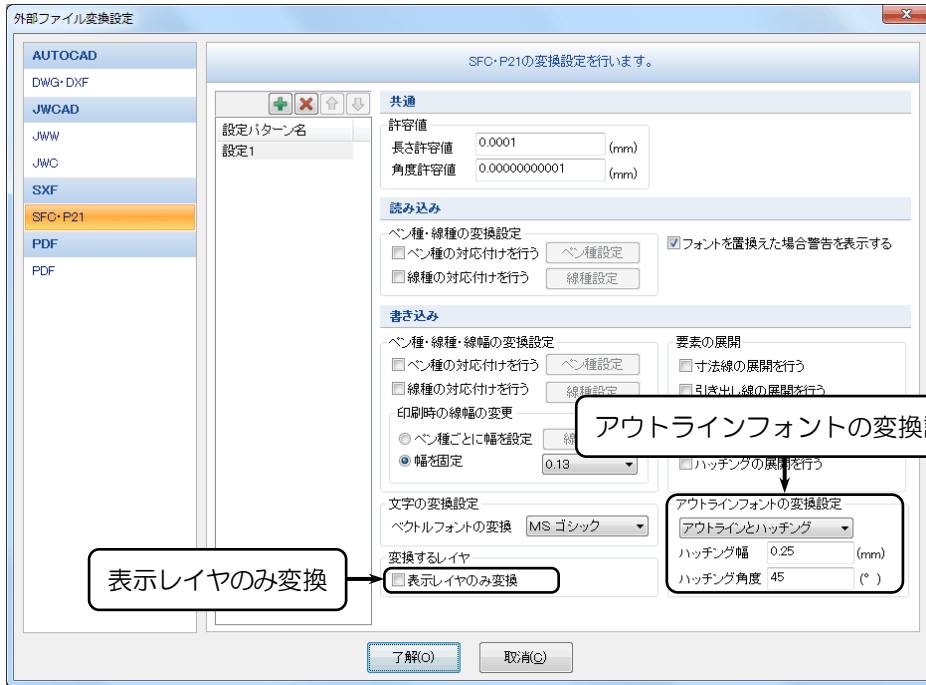 外部ファイル変換設定
AUTOCAD
DWG･DXF
JWCAD
JWW
JWC
SXF
SFC･P21
PDF
PDF
SFC･P21の変換設定を行います。
設定パターン名
設定1
共通
許容値
長さ許容値 0.0001 (mm)
角度許容値 0.00000000001 (mm)
読み込み
ペン種･線種の変換設定
ペン種の対応付けを行う ペン種設定
線種の対応付けを行う 線種設定
フォントを置換えた場合警告を表示する
書き込み
ペン種･線種･線幅の変換設定
ペン種の対応付けを行う ペン種設定
線種の対応付けを行う 線種設定
印刷時の線幅の変更
ペン種ごとに幅を設定 線
幅を固定 0.13
要素の展開
寸法線の展開を行う
引き出し線の展開を行う
アウトラインフォントの変換
ハッチングの展開を行う
文字の変換設定
ベクトルフォントの変換 MS ゴシック
変換するレイヤ
表示レイヤのみ変換
表示レイヤのみ変換
アウトラインフォントの変換設定
アウトラインとハッチング
ハッチング幅 0.25 (mm)
ハッチング角度 45 (°)
了解(O)
取消(C)